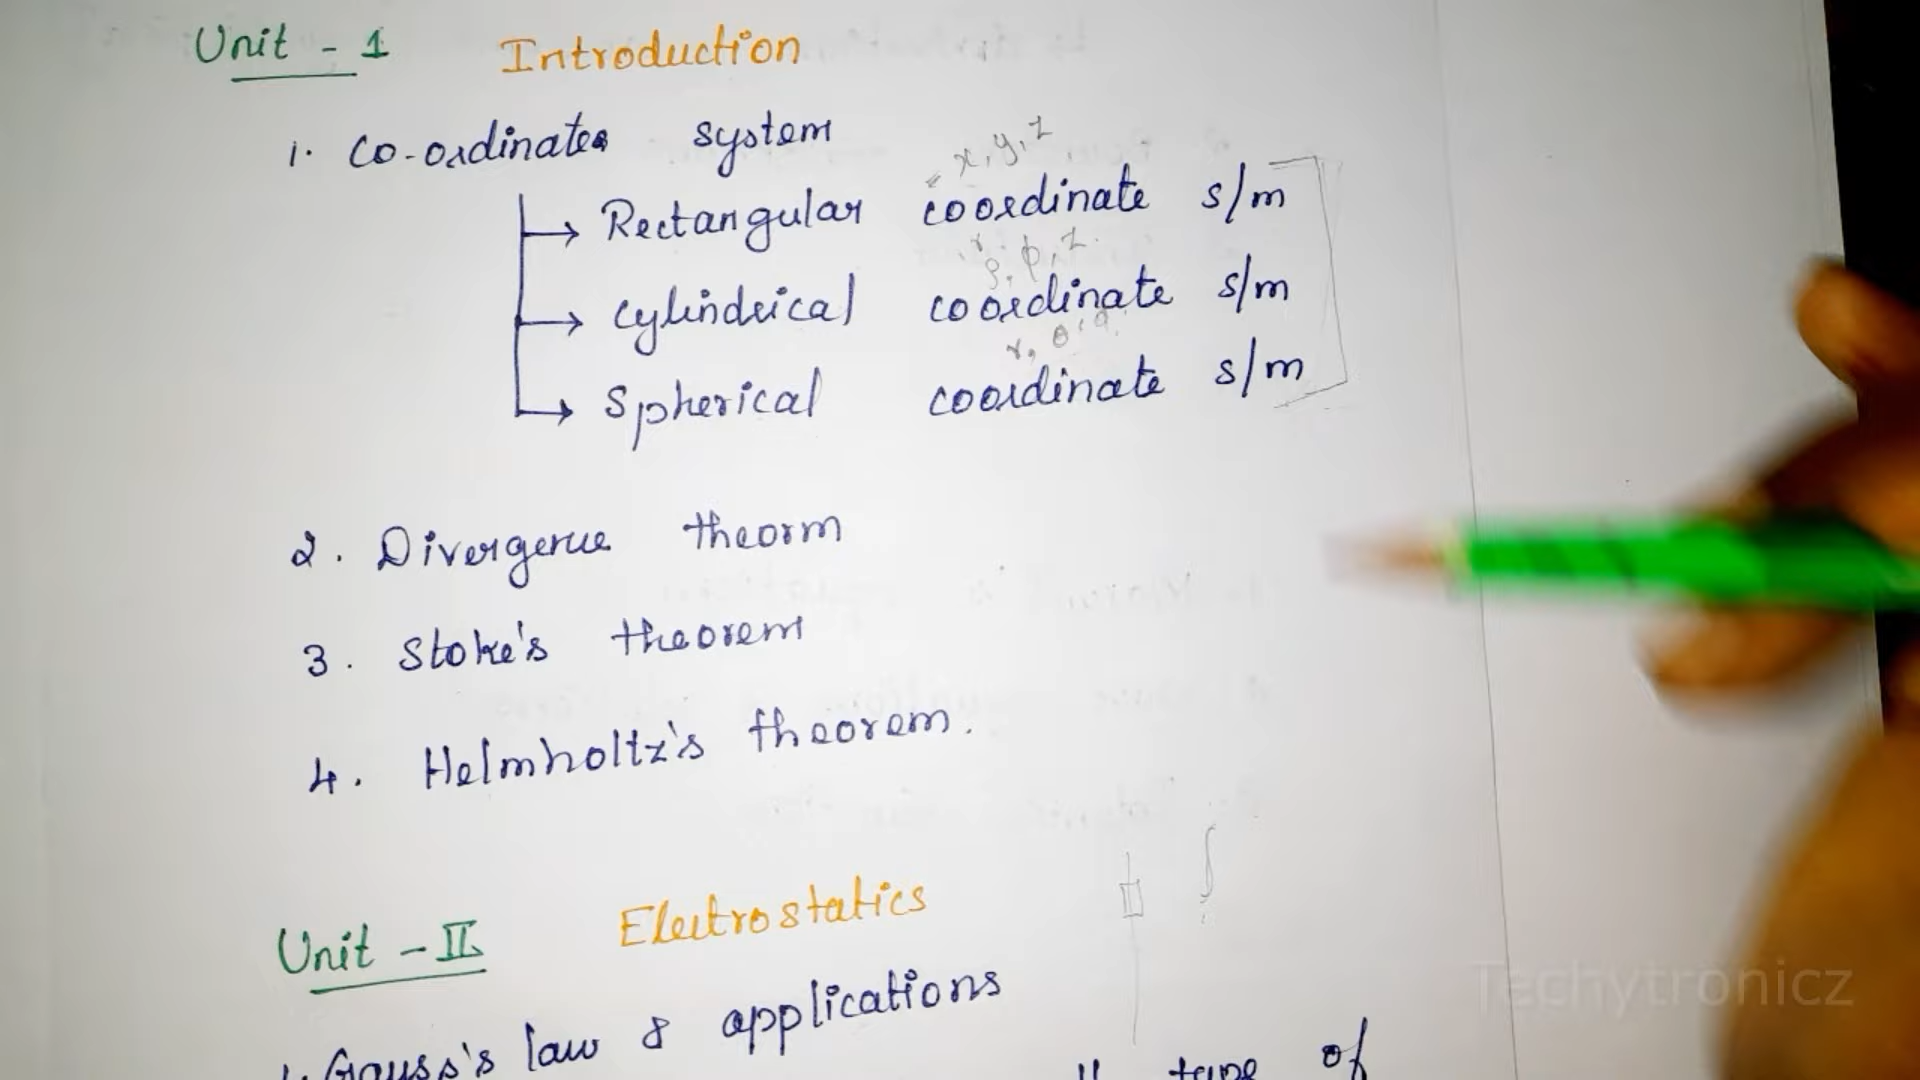 Unit - 1 Introduction
1. Co-ordinates system
x, y, z
→ Rectangular coordinate s/m
ρ, φ, z
→ Cylindrical coordinate s/m
r, θ,
→ Spherical coordinate s/m
2. Divergence theorm
3. Stoke's theorem
4. Helmholtz's theorem.
Unit - II Electrostatics
1. Gauss's law & applications
type of
Techytronicz